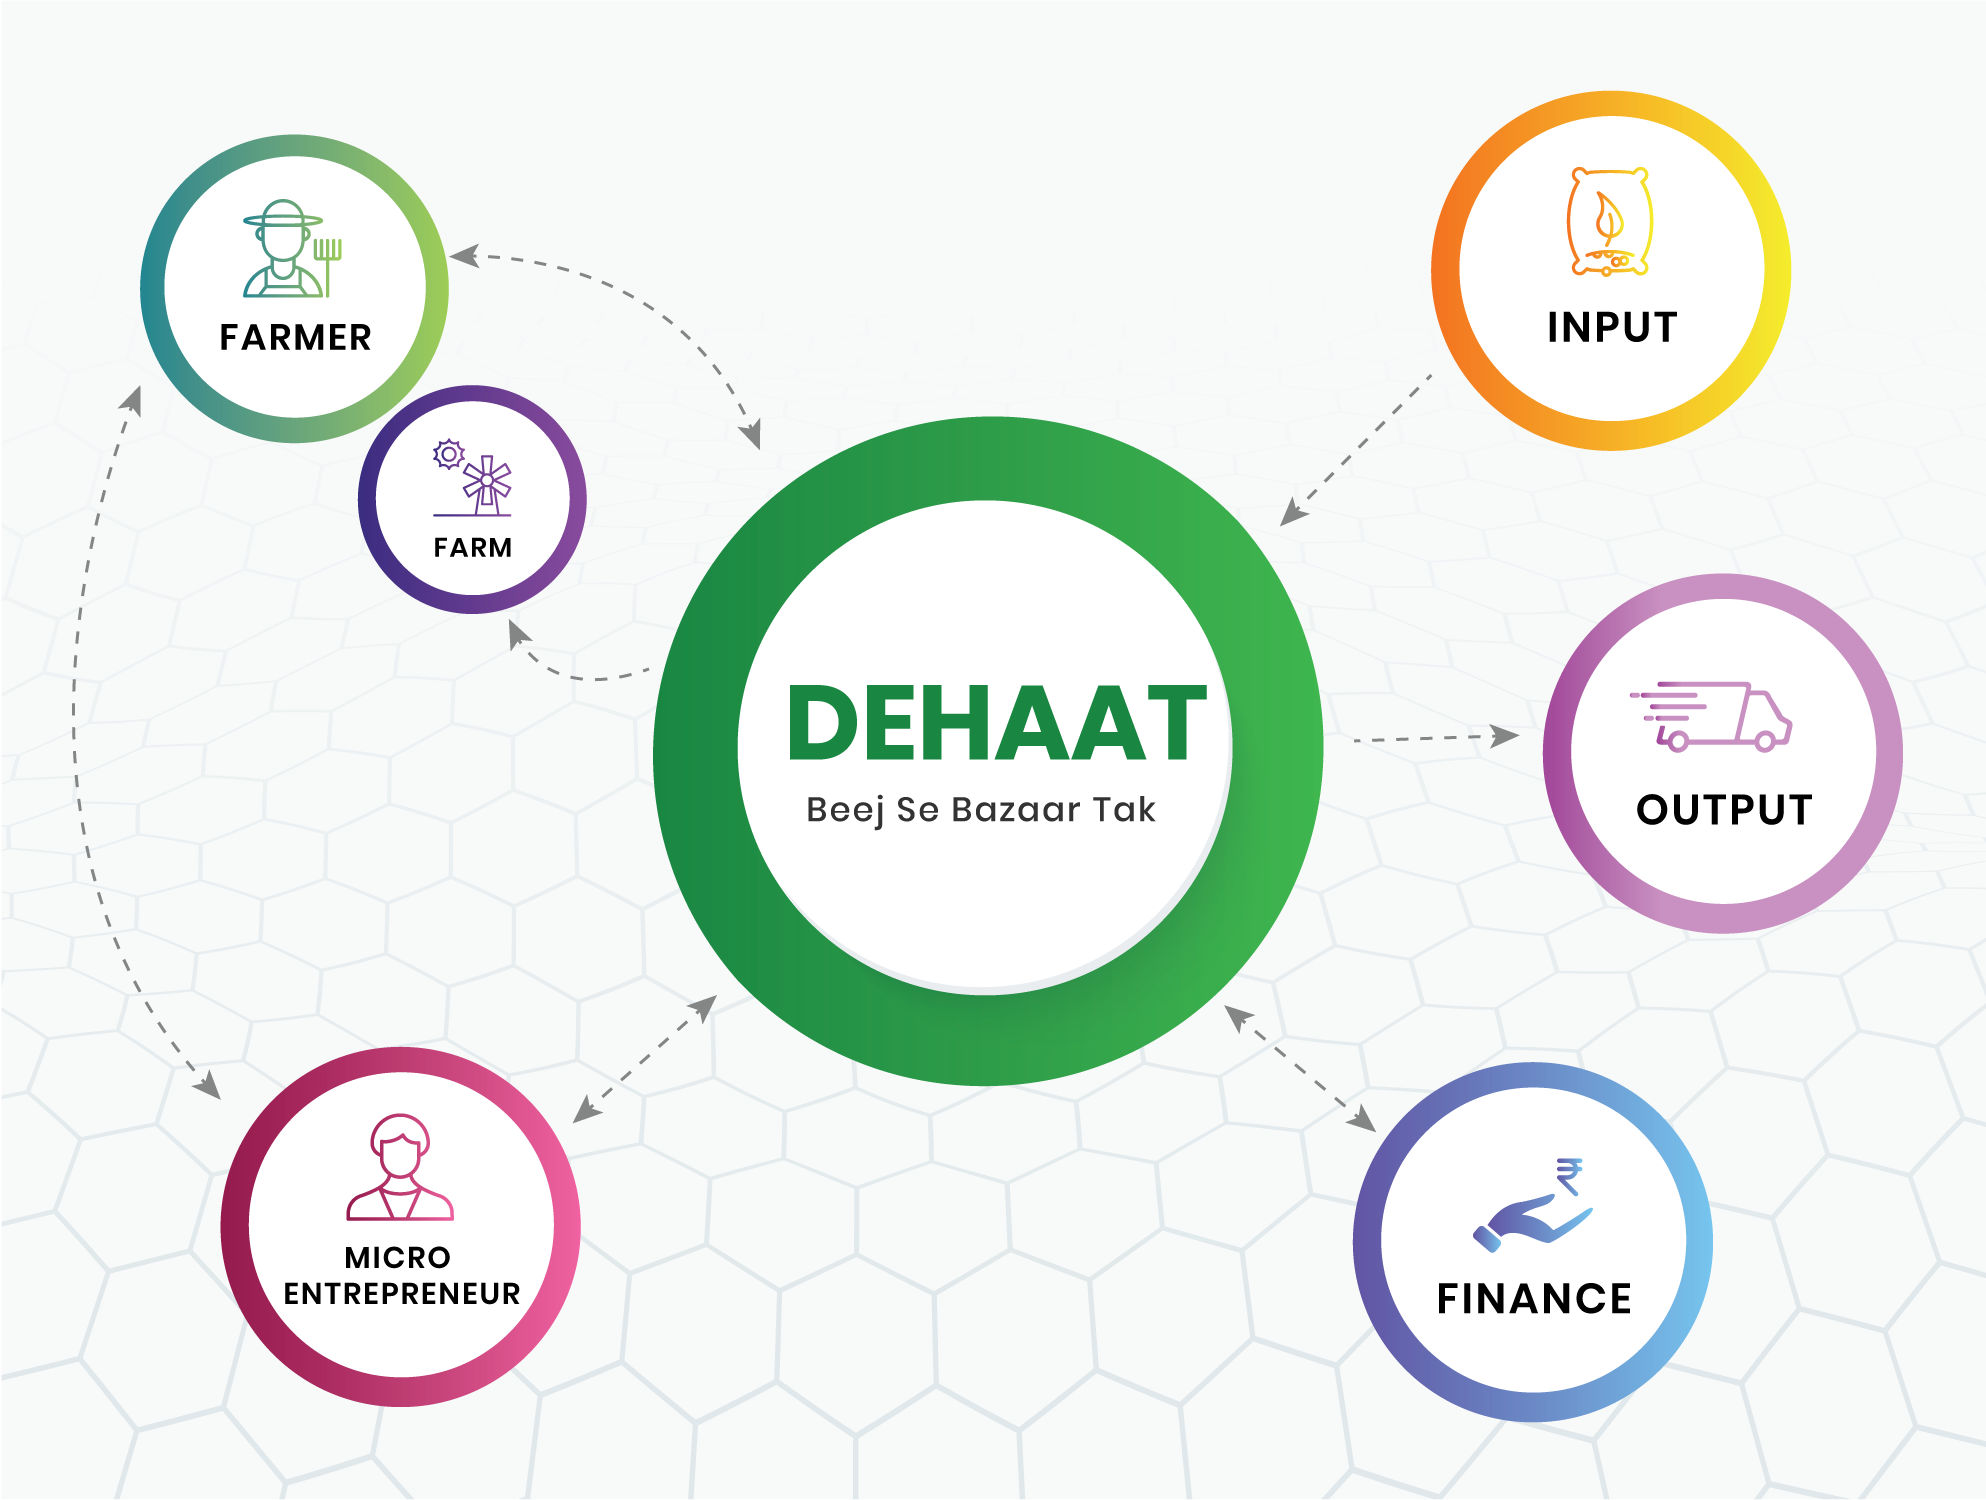 FARMER
FARM
INPUT
DEHAAT
Beej Se Bazaar Tak
OUTPUT
MICRO
ENTREPRENEUR
₹
FINANCE